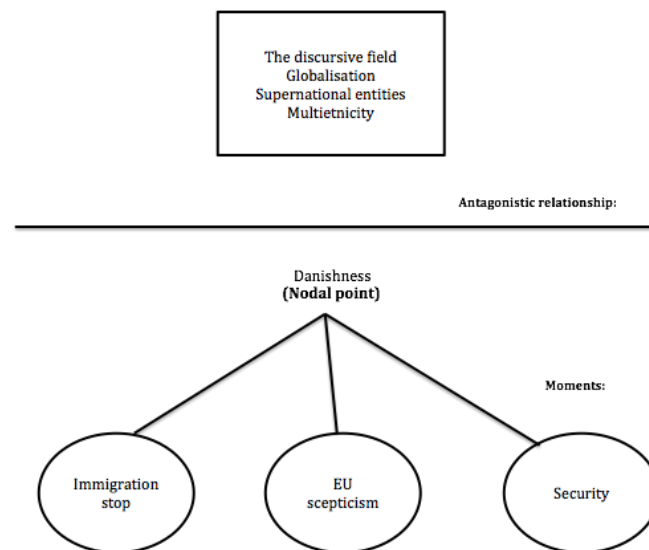 The discursive field
Globalisation
Supernational entities
Multietnicity
Antagonistic relationship:
Danishness
(Nodal point)
Moments:
Immigration
stop
EU
scepticism
Security